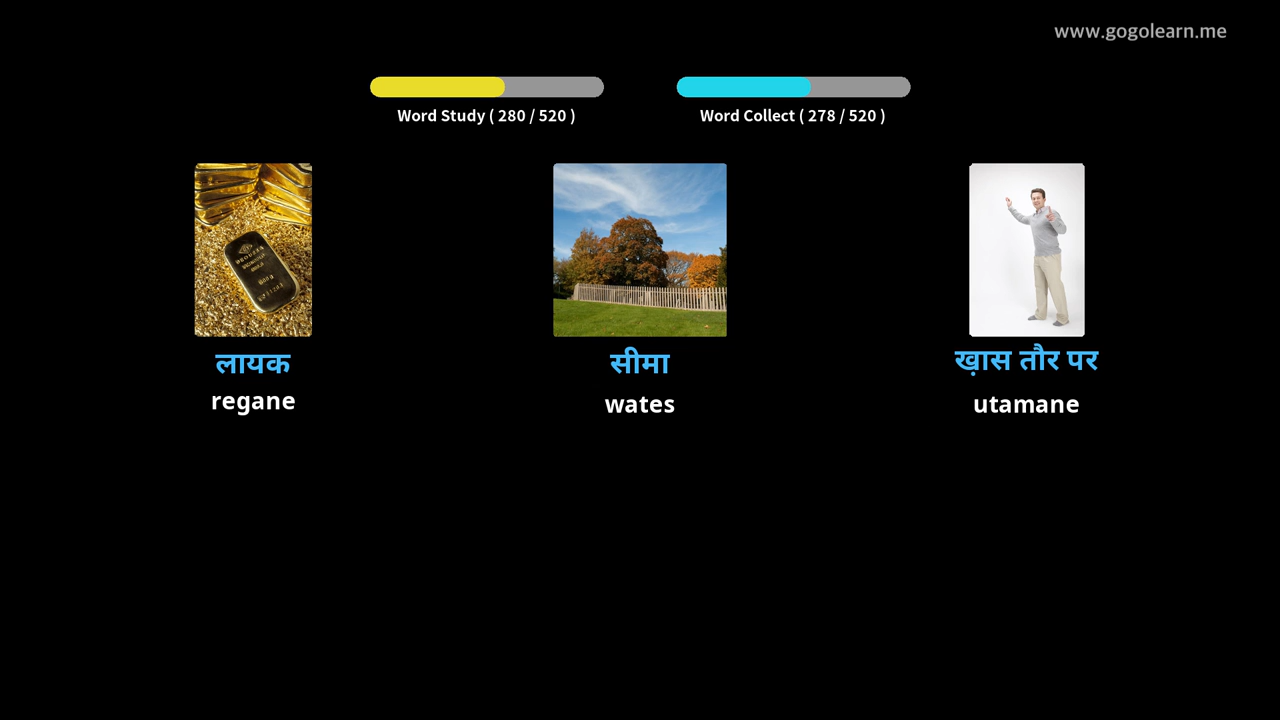 www.gogolearn.me
Word Study ( 280 / 520 )
Word Collect ( 278 / 520 )
लायक
regane
सीमा
wates
ख़ास तौर पर
utamane